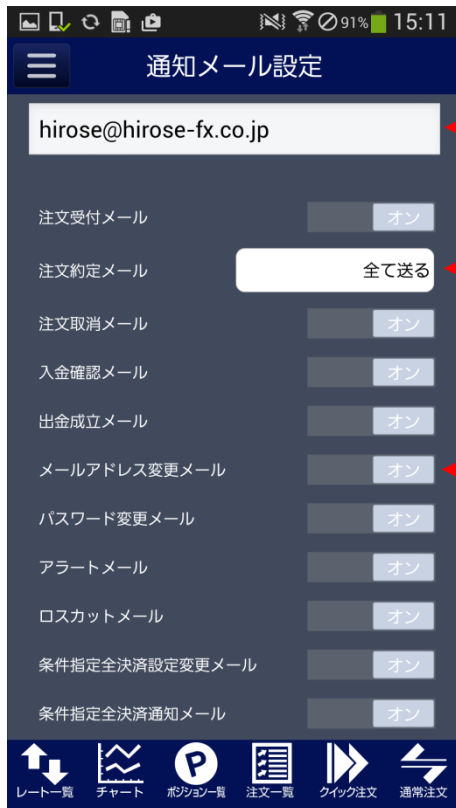 91% 15:11
通知メール設定
hirose@hirose-fx.co.jp
注文受付メール オン
注文約定メール 全て送る
注文取消メール オン
入金確認メール オン
出金成立メール オン
メールアドレス変更メール オン
パスワード変更メール オン
アラートメール オン
ロスカットメール オン
条件指定全決済設定変更メール オン
条件指定全決済通知メール オン
P
レート一覧 チャート ポジション一覧 注文一覧 クイック注文 通常注文